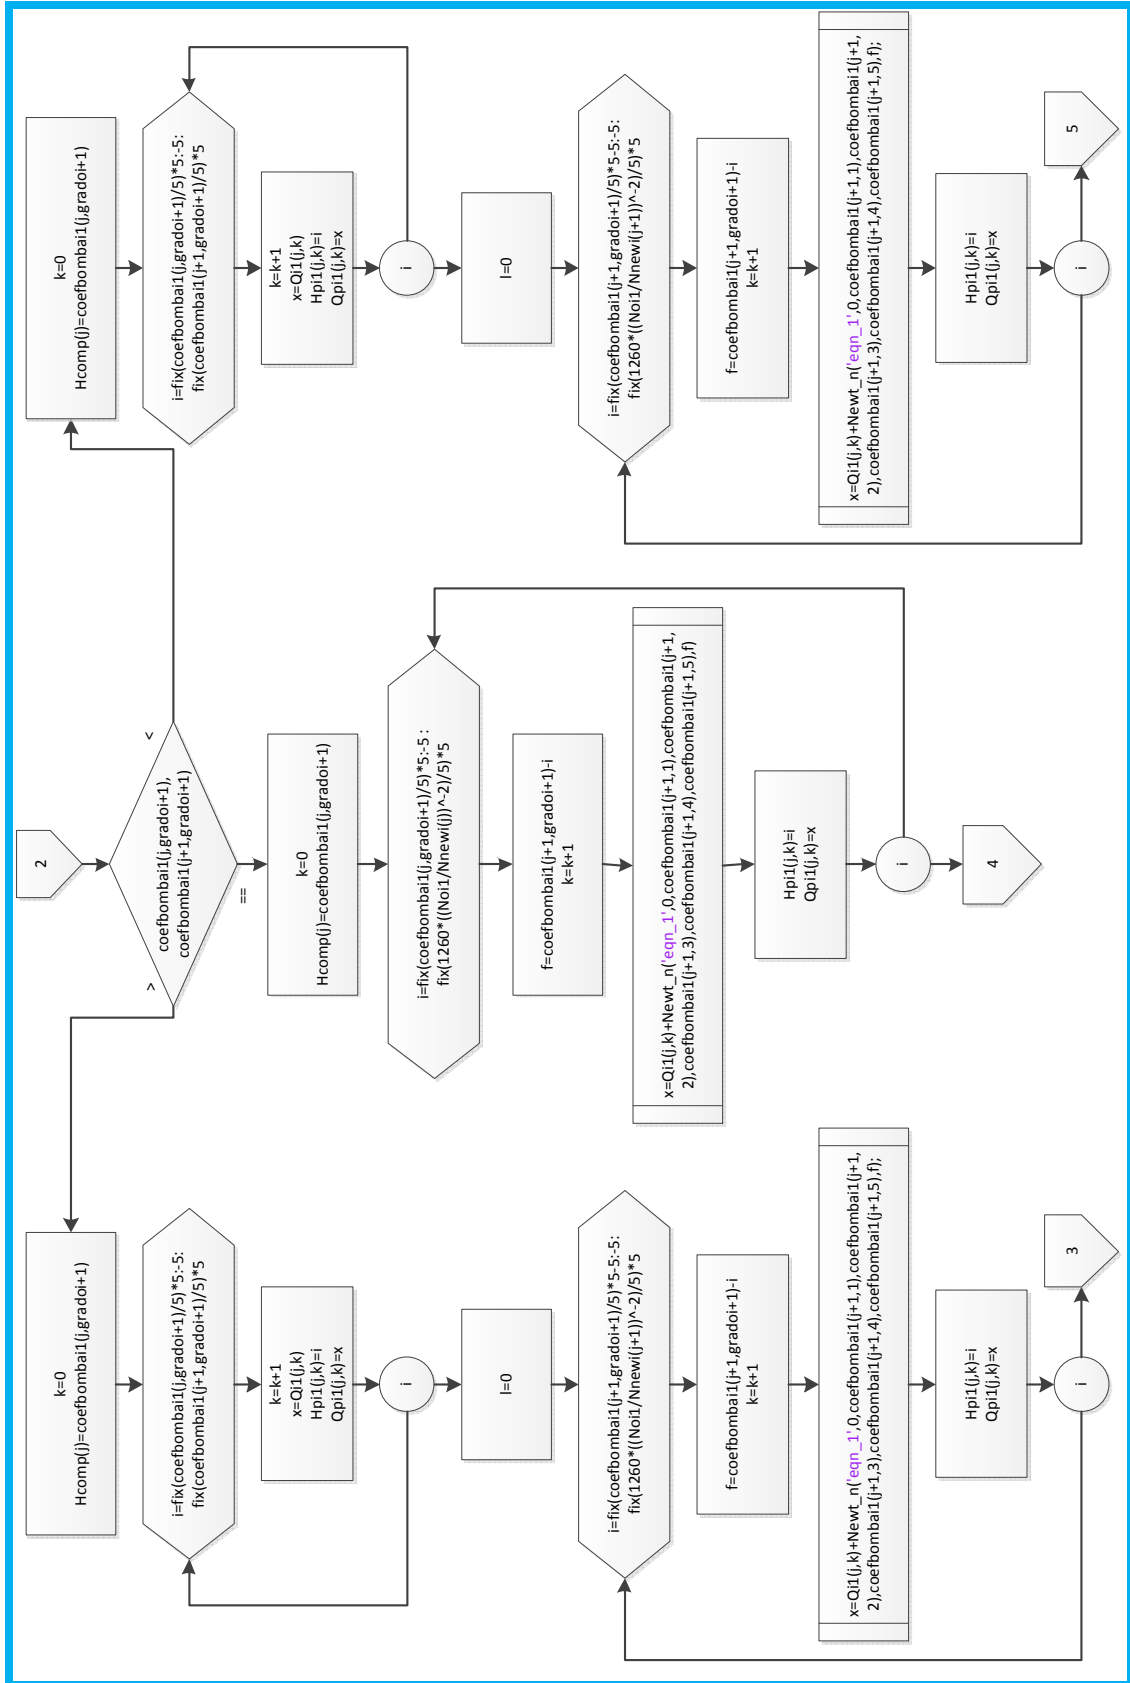 2
coefbombai1(j,gradoi+1),
coefbombai1(j+1,gradoi+1)
>
==
<
k=0
Hcomp(j)=coefbombai1(j,gradoi+1)
i=fix(coefbombai1(j,gradoi+1)/5)*5:-5:
fix(coefbombai1(j+1,gradoi+1)/5)*5
k=k+1
x=Qi1(j,k)
Hpi1(j,k)=i
Qpi1(j,k)=x
i
l=0
i=fix(coefbombai1(j+1,gradoi+1)/5)*5-5:-5:
fix(1260*((Noi1/Nnewi(j+1))^-2)/5)*5
f=coefbombai1(j+1,gradoi+1)-i
k=k+1
x=Qi1(j,k)+Newt_n('eqn_1',0,coefbombai1(j+1,1),coefbombai1(j+1,
2),coefbombai1(j+1,3),coefbombai1(j+1,4),coefbombai1(j+1,5),f);
Hpi1(j,k)=i
Qpi1(j,k)=x
i
3
k=0
Hcomp(j)=coefbombai1(j,gradoi+1)
i=fix(coefbombai1(j,gradoi+1)/5)*5:-5 :
fix(1260*((Noi1/Nnewi(j))^-2)/5)*5
f=coefbombai1(j+1,gradoi+1)-i
k=k+1
x=Qi1(j,k)+Newt_n('eqn_1',0,coefbombai1(j+1,1),coefbombai1(j+1,
2),coefbombai1(j+1,3),coefbombai1(j+1,4),coefbombai1(j+1,5),f)
Hpi1(j,k)=i
Qpi1(j,k)=x
i
4
k=0
Hcomp(j)=coefbombai1(j,gradoi+1)
i=fix(coefbombai1(j,gradoi+1)/5)*5:-5:
fix(coefbombai1(j+1,gradoi+1)/5)*5
k=k+1
x=Qi1(j,k)
Hpi1(j,k)=i
Qpi1(j,k)=x
i
l=0
i=fix(coefbombai1(j+1,gradoi+1)/5)*5-5:-5:
fix(1260*((Noi1/Nnewi(j+1))^-2)/5)*5
f=coefbombai1(j+1,gradoi+1)-i
k=k+1
x=Qi1(j,k)+Newt_n('eqn_1',0,coefbombai1(j+1,1),coefbombai1(j+1,
2),coefbombai1(j+1,3),coefbombai1(j+1,4),coefbombai1(j+1,5),f);
Hpi1(j,k)=i
Qpi1(j,k)=x
i
5